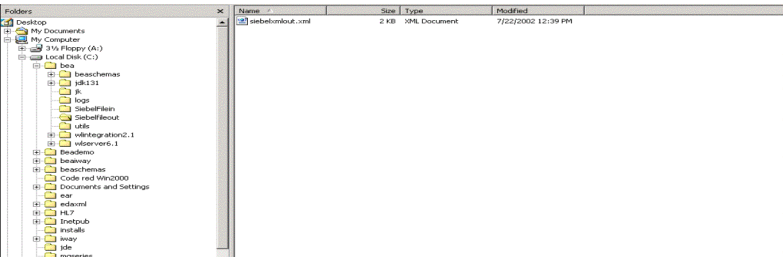 Folders
Desktop
My Documents
My Computer
3½ Floppy (A:)
Local Disk (C:)
bea
beaschemas
jdk131
jk
logs
SiebelFilein
Siebelfileout
utils
wlintegration2.1
wlserver6.1
Beademo
beaiway
beaschemas
Code red Win2000
Documents and Settings
ear
edaxml
HL7
Inetpub
installs
iway
jde
mqseries
Name Size Type Modified
siebelxmlout.xml 2 KB XML Document 7/22/2002 12:39 PM